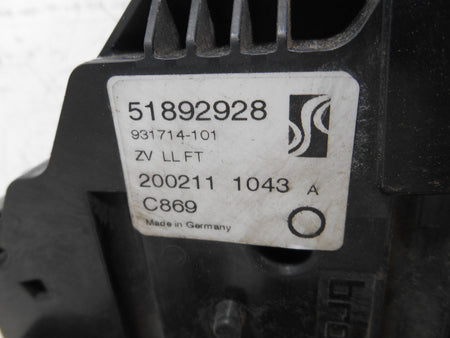 51892928
931714-101
ZV LL FT
200211 1043 A
C869
Made in Germany